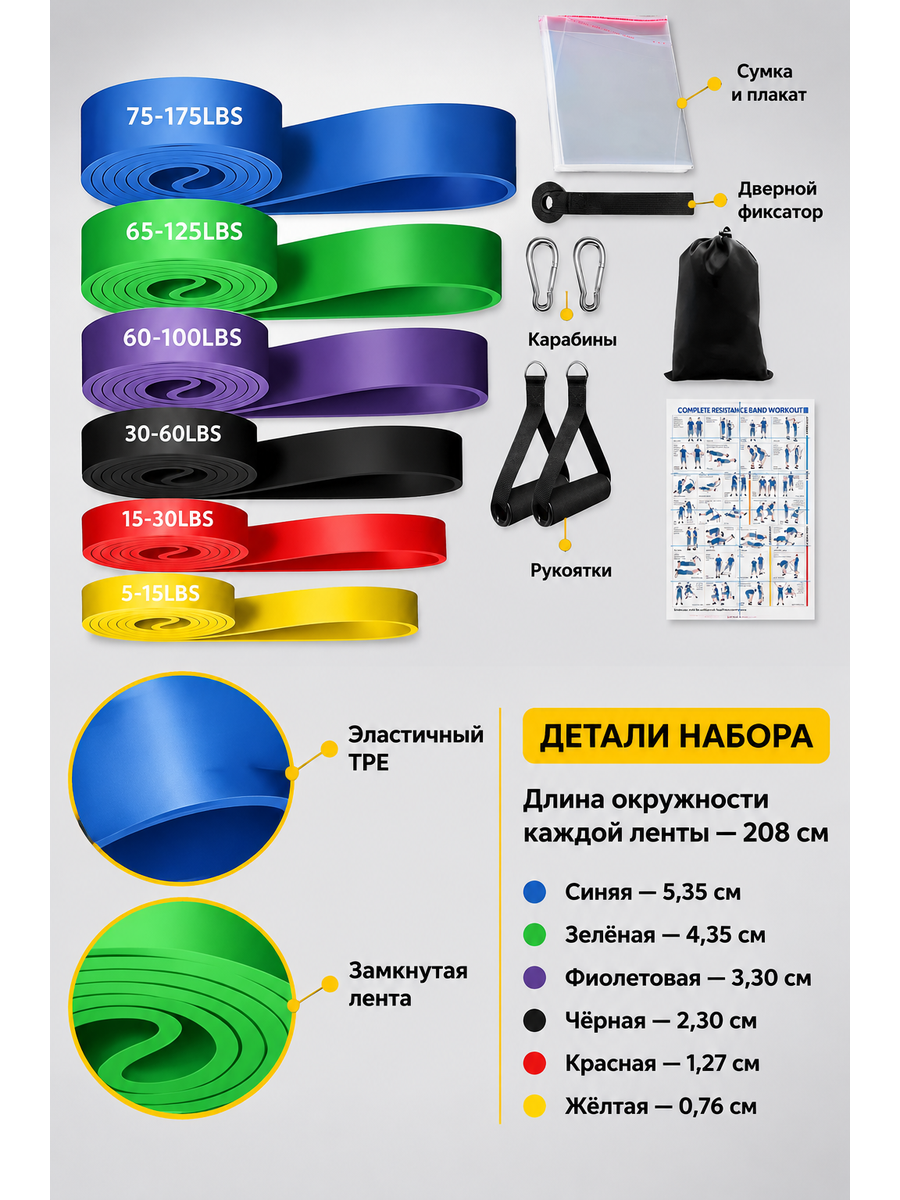 75-175LBS
65-125LBS
60-100LBS
30-60LBS
15-30LBS
5-15LBS
Сумка
и плакат
Дверной
фиксатор
Карабины
Рукоятки
COMPLETE RESISTANCE BAND WORKOUT
Эластичный
TPE
Замкнутая
лента
ДЕТАЛИ НАБОРА
Длина окружности
каждой ленты — 208 см
Синяя — 5,35 см
Зелёная — 4,35 см
Фиолетовая — 3,30 см
Чёрная — 2,30 см
Красная — 1,27 см
Жёлтая — 0,76 см